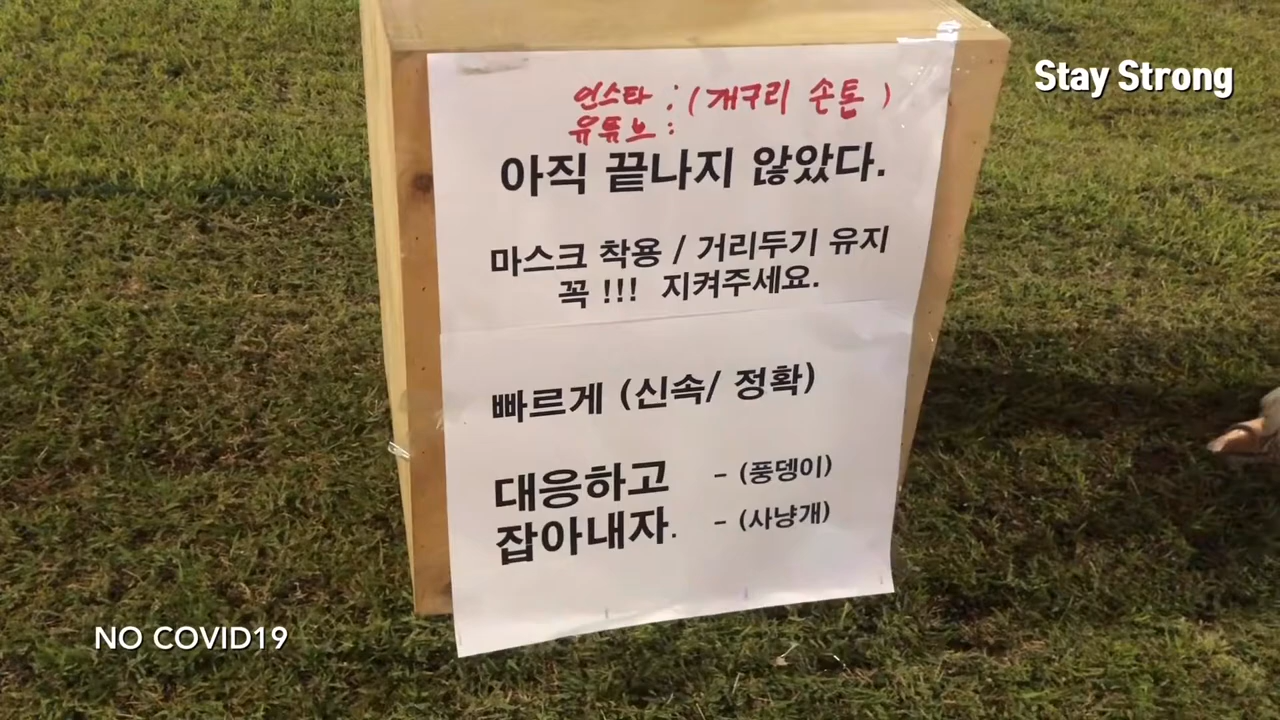 Stay Strong
인스타 : (개구리 손톱)
유튜브 :
아직 끝나지 않았다.
마스크 착용 / 거리두기 유지
꼭 !!! 지켜주세요.
빠르게 (신속/ 정확)
대응하고 - (풍뎅이)
잡아내자. - (사냥개)
NO COVID19